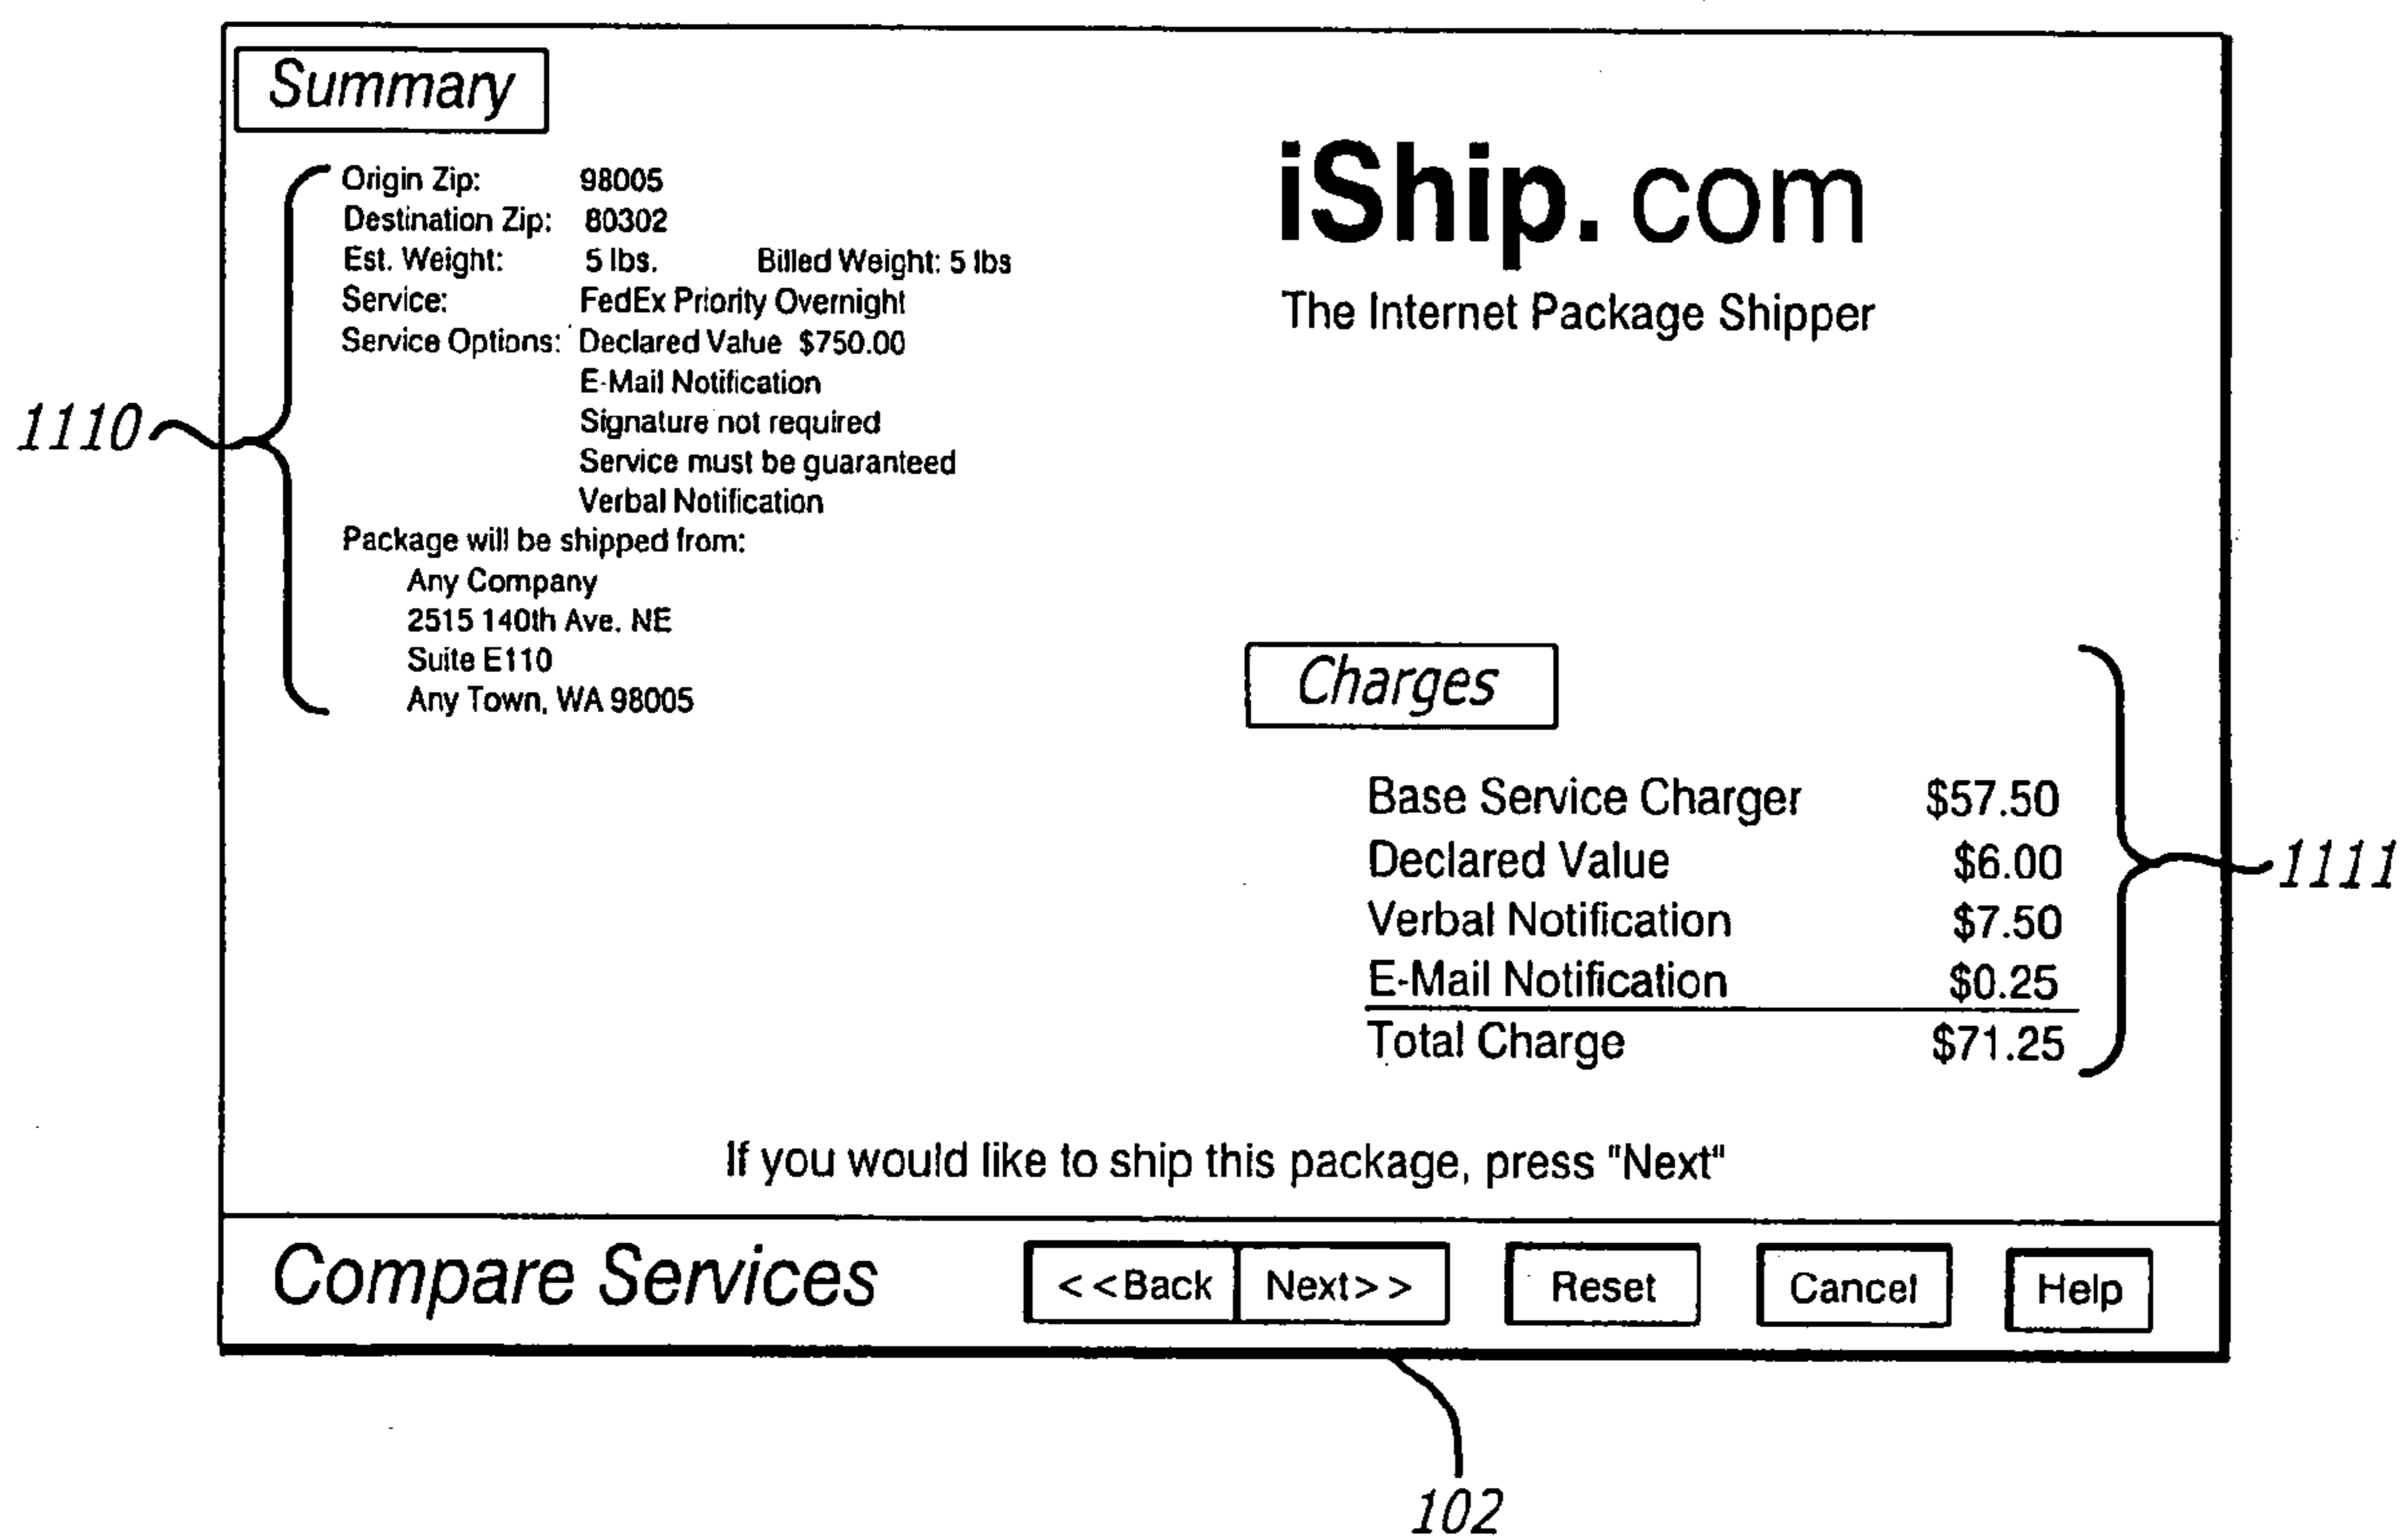 Summary
Origin Zip: 98005
Destination Zip: 80302
Est. Weight: 5 lbs. Billed Weight: 5 lbs
Service: FedEx Priority Overnight
Service Options: Declared Value $750.00
E-Mail Notification
Signature not required
Service must be guaranteed
Verbal Notification
Package will be shipped from:
Any Company
2515 140th Ave. NE
Suite E110
Any Town, WA 98005
1110
iShip. com
The Internet Package Shipper
Charges
Base Service Charger $57.50
Declared Value $6.00
Verbal Notification $7.50
E-Mail Notification $0.25
Total Charge $71.25
1111
If you would like to ship this package, press "Next"
Compare Services <<Back Next>> Reset Cancel Help
102